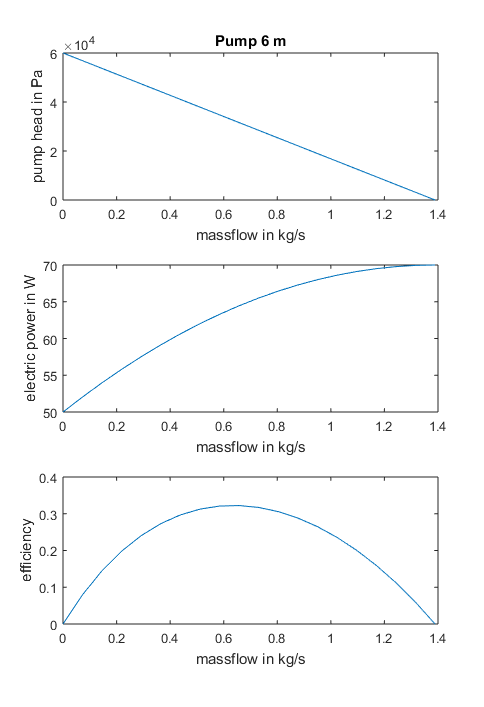 Pump 6 m
×10⁴
6
4
2
0
pump head in Pa
0 0.2 0.4 0.6 0.8 1 1.2 1.4
massflow in kg/s
70
65
60
55
50
electric power in W
0 0.2 0.4 0.6 0.8 1 1.2 1.4
massflow in kg/s
0.4
0.3
0.2
0.1
0
efficiency
0 0.2 0.4 0.6 0.8 1 1.2 1.4
massflow in kg/s